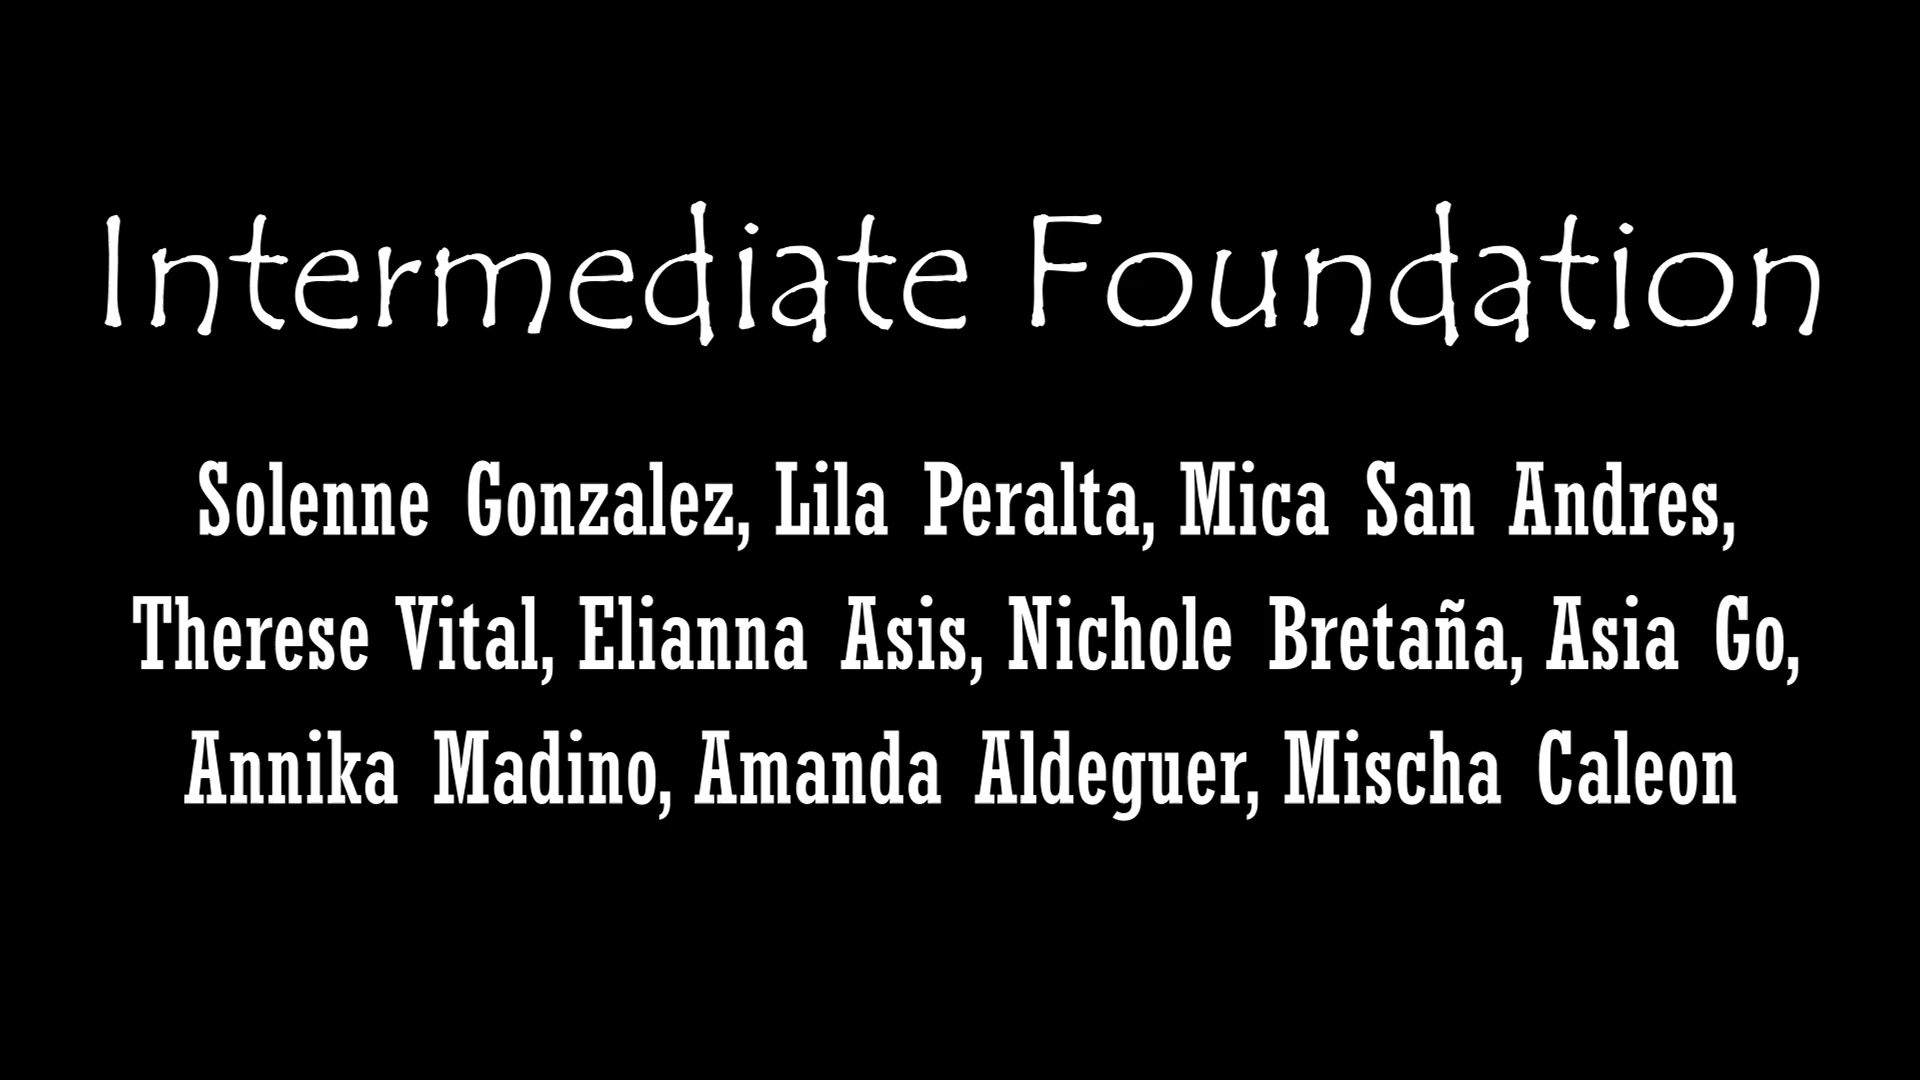 Intermediate Foundation
Solenne Gonzalez, Lila Peralta, Mica San Andres,
Therese Vital, Elianna Asis, Nichole Bretaña, Asia Go,
Annika Madino, Amanda Aldeguer, Mischa Caleon